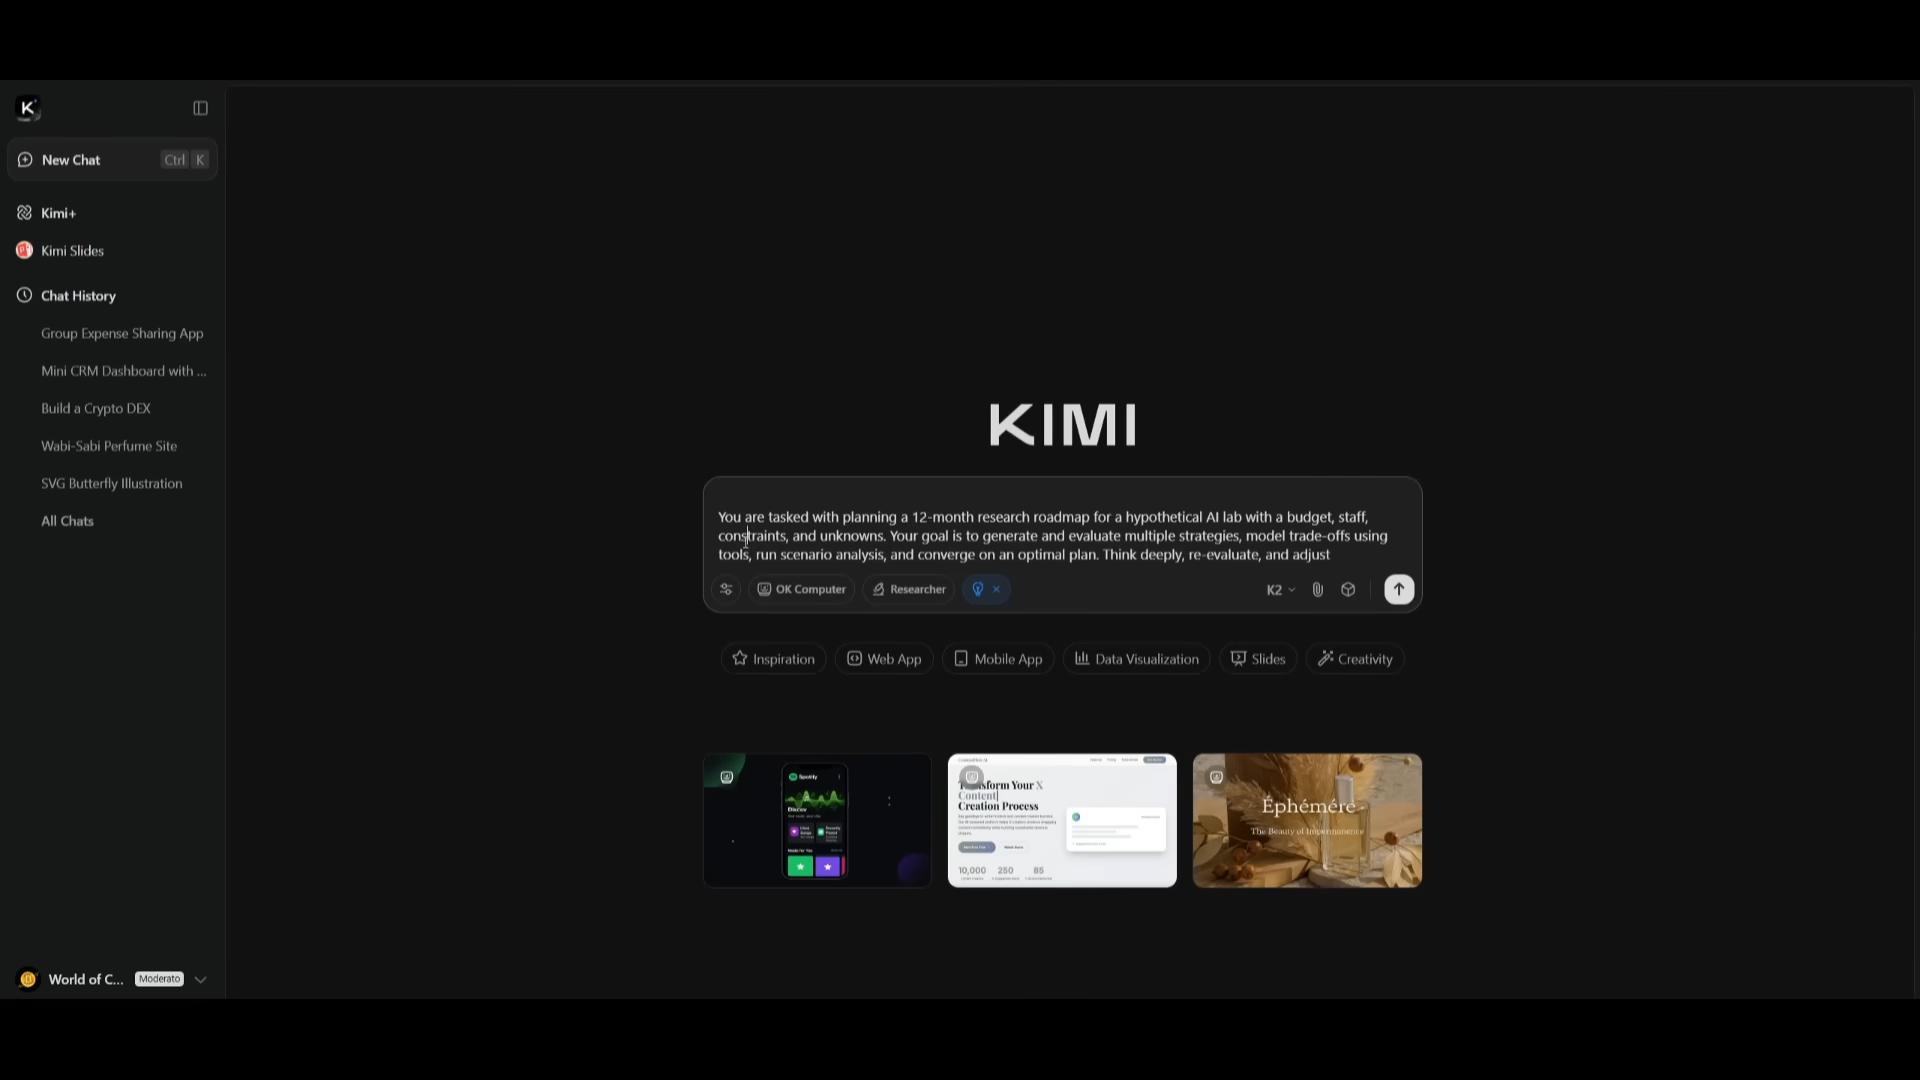 K
New Chat Ctrl K
Kimi+
Kimi Slides
Chat History
Group Expense Sharing App
Mini CRM Dashboard with ...
Build a Crypto DEX
Wabi-Sabi Perfume Site
SVG Butterfly Illustration
All Chats
World of C... Moderato
KIMI
You are tasked with planning a 12-month research roadmap for a hypothetical AI lab with a budget, staff,
constraints, and unknowns. Your goal is to generate and evaluate multiple strategies, model trade-offs using
tools, run scenario analysis, and converge on an optimal plan. Think deeply, re-evaluate, and adjust
OK Computer Researcher K2
Inspiration Web App Mobile App Data Visualization Slides Creativity
Spotify
Transform Your X
Content
Creation Process
10,000 250 85
Éphémère
The Beauty of Impermanence